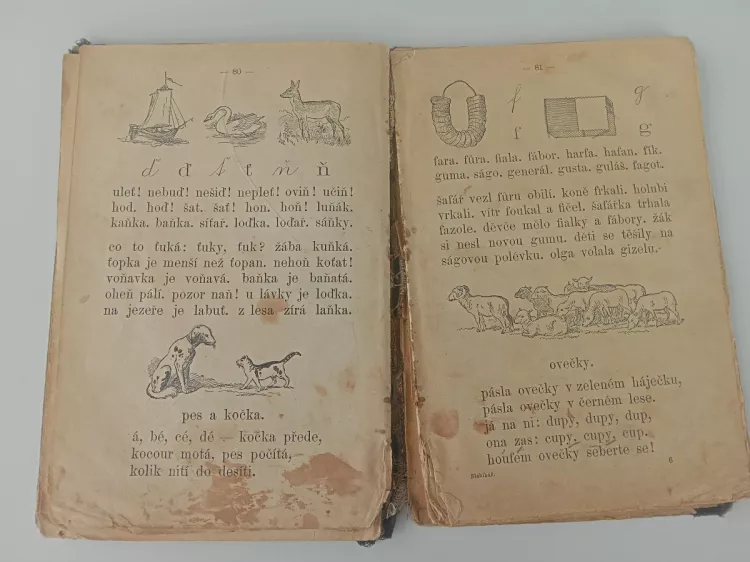 — 80 —
ď ď ť ť ň ň
uleť! nebuď! nešiď! nepleť! oviň! učiň!
hoď. hoď! šať. šať! hoň. hoň! luňák.
kaňka. baňka. síťař. loďka. loďař. sáňky.
co to ťuká: ťuky, ťuk? žába kuňká.
ťopka je menší než ťopan. nehoň koťat!
voňavka je voňavá. baňka je baňatá.
oheň pálí. pozor naň! u lávky je loďka.
na jezeře je labuť. z lesa zírá laňka.
pes a kočka.
á, bé, cé, dé — kočka přede,
kocour motá, pes počítá,
kolik nití do desíti.
— 81 —
f g
f g
fara. fůra. fiala. fábor. harfa. hafan. fík.
guma. ságo. generál. gusta. guláš. fagot.
šafář vezl fůru obilí. koně frkali. holubi
vrkali. vítr foukal a fičel. šafářka trhala
fazole. děvče mělo fialky a fábory. žák
si nesl novou gumu. děti se těšily na
ságovou polévku. olga volala gizelu.
ovečky.
pásla ovečky v zeleném háječku,
pásla ovečky v černém lese.
já na ni: dupy, dupy, dup,
ona zas: cupy, cupy, cup.
houfem ovečky seberte se!
Slabikář. 6